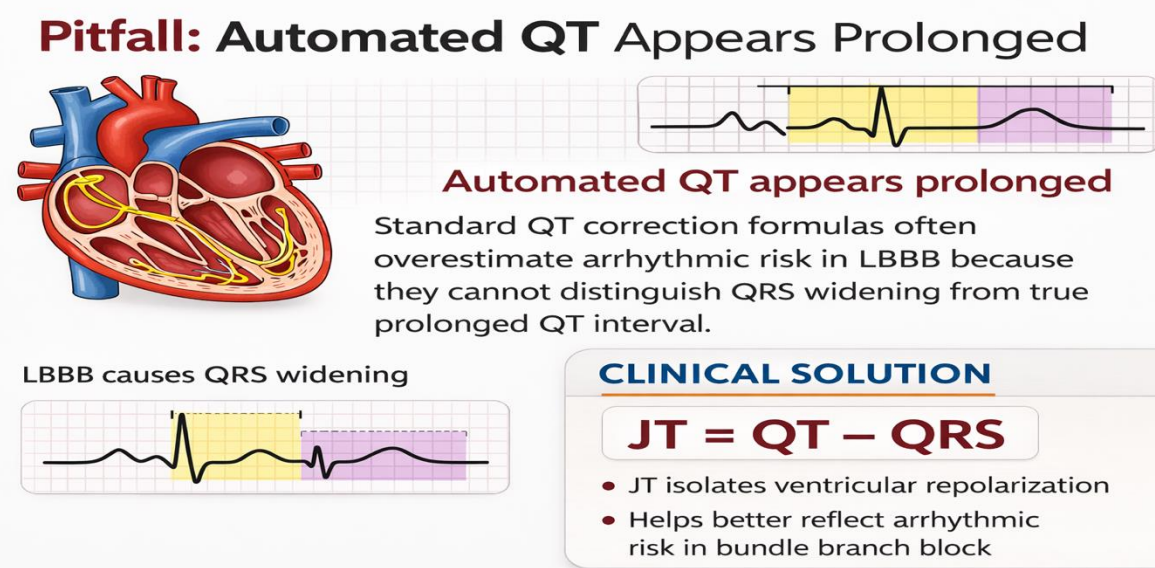 Pitfall: Automated QT Appears Prolonged
Automated QT appears prolonged
Standard QT correction formulas often
overestimate arrhythmic risk in LBBB because
they cannot distinguish QRS widening from true
prolonged QT interval.
LBBB causes QRS widening
CLINICAL SOLUTION
JT = QT – QRS
• JT isolates ventricular repolarization
• Helps better reflect arrhythmic
risk in bundle branch block